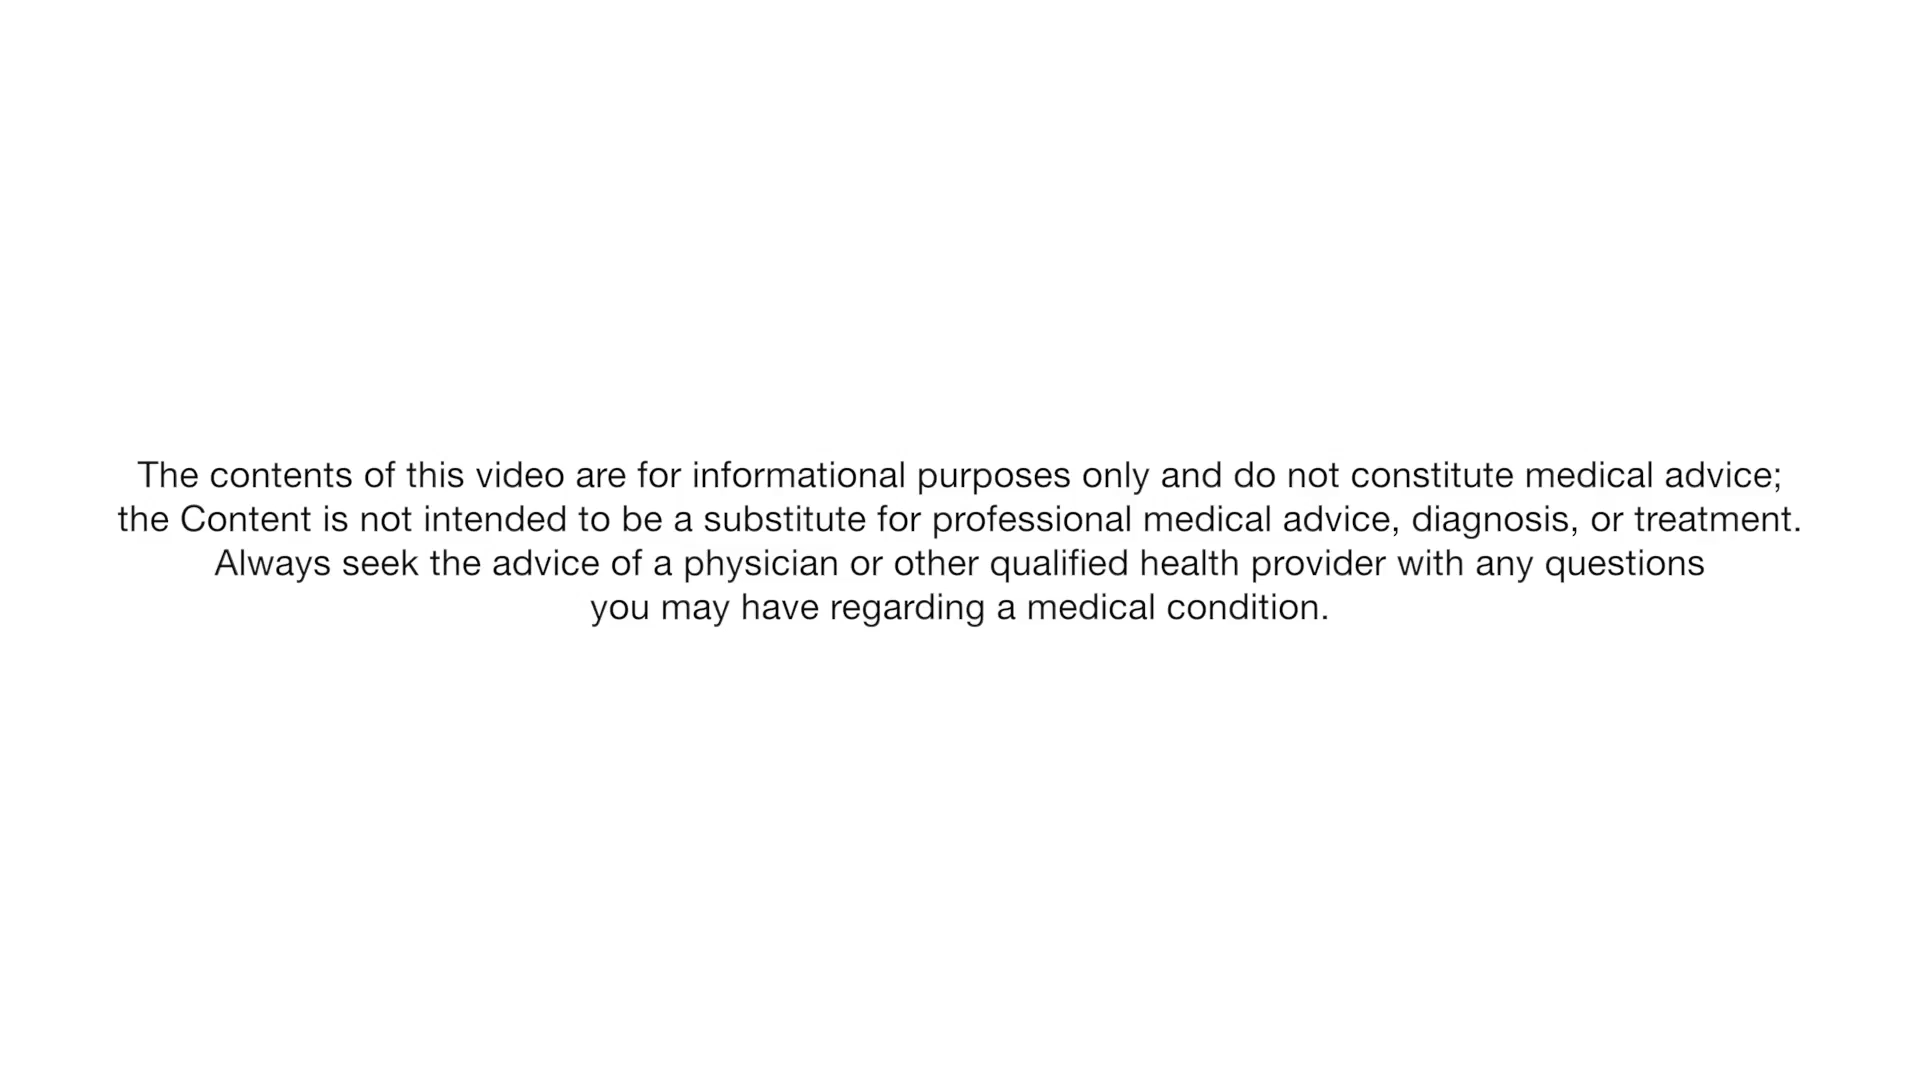 The contents of this video are for informational purposes only and do not constitute medical advice;
the Content is not intended to be a substitute for professional medical advice, diagnosis, or treatment.
Always seek the advice of a physician or other qualified health provider with any questions
you may have regarding a medical condition.